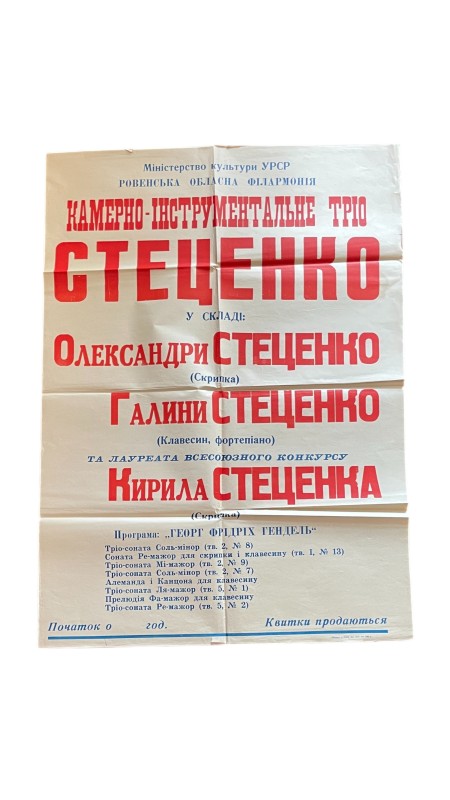 Міністерство культури УРСР
РОВЕНСЬКА ОБЛАСНА ФІЛАРМОНІЯ
КАМЕРНО-ІНСТРУМЕНТАЛЬНЕ ТРІО
СТЕЦЕНКО
У СКЛАДІ:
ОЛЕКСАНДРИ СТЕЦЕНКО
(Скрипка)
ГАЛИНИ СТЕЦЕНКО
(Клавесин, фортепіано)
ТА ЛАУРЕАТА ВСЕСОЮЗНОГО КОНКУРСУ
КИРИЛА СТЕЦЕНКА
(Скрипка)
Програма: „ГЕОРГ ФРІДРІХ ГЕНДЕЛЬ"
Тріо-соната Соль-мінор (тв. 2, № 8)
Соната Ре-мажор для скрипки і клавесину (тв. 1, № 13)
Тріо-соната Мі-мажор (тв. 2, № 9)
Тріо-соната Соль-мінор (тв. 2, № 7)
Алеманда і Канцона для клавесину
Тріо-соната Ля-мажор (тв. 5, № 1)
Прелюдія Фа-мажор для клавесину
Тріо-соната Ре-мажор (тв. 5, № 2)
Початок о год. Квитки продаються